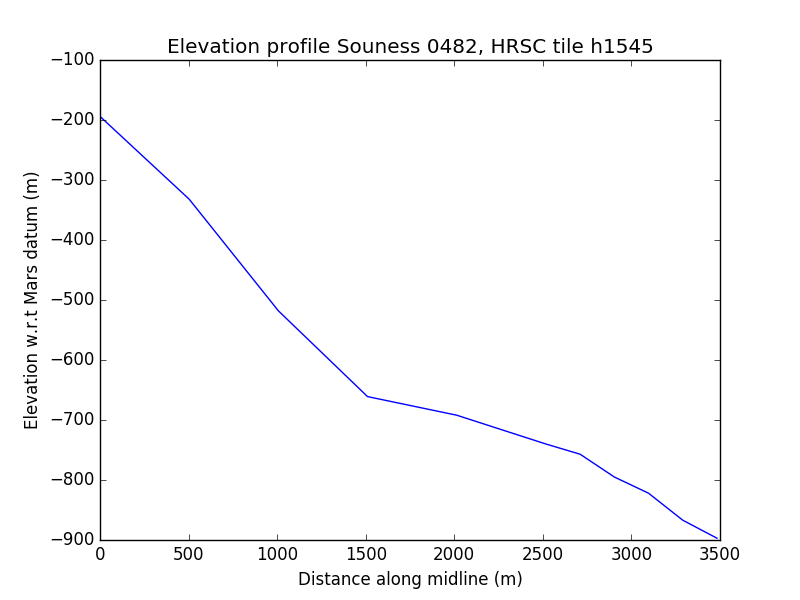 Elevation profile Souness 0482, HRSC tile h1545
−100
−200
−300
−400
−500
−600
−700
−800
−900
Elevation w.r.t Mars datum (m)
0 500 1000 1500 2000 2500 3000 3500
Distance along midline (m)